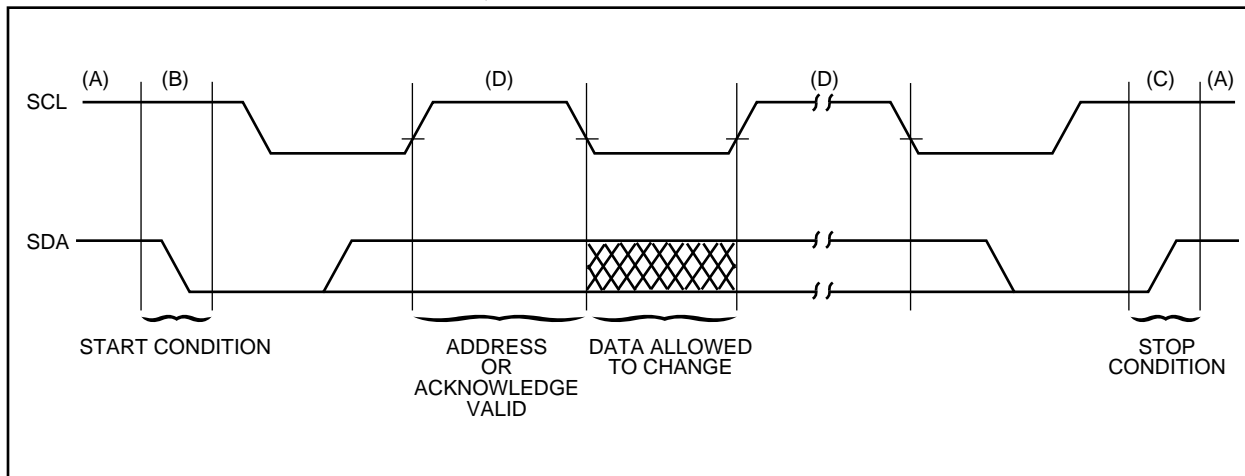 (A) (B) (D) (D) (C) (A)
SCL
SDA
START CONDITION
ADDRESS
OR
ACKNOWLEDGE
VALID
DATA ALLOWED
TO CHANGE
STOP
CONDITION